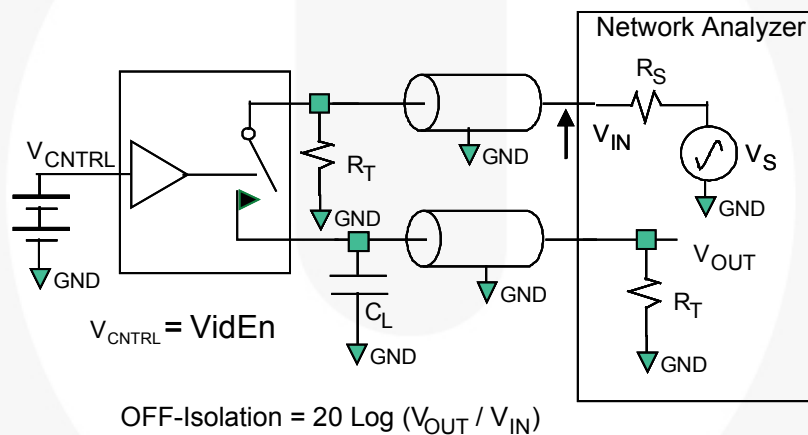 Network Analyzer
R_S
V_IN
V_S
GND
V_CNTRL
R_T
GND
GND
GND
V_OUT
GND
C_L
R_T
V_CNTRL = VidEn
GND
GND
OFF-Isolation = 20 Log (V_OUT / V_IN)